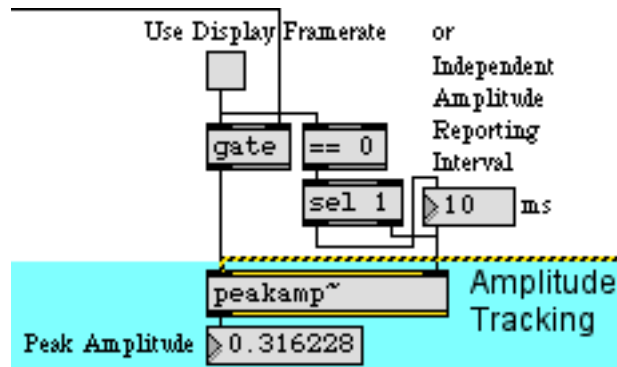 Use Display Framerate
or
Independent
Amplitude
Reporting
Interval
gate
== 0
sel 1
10
ms
peakamp~
Amplitude
Tracking
Peak Amplitude
0.316228